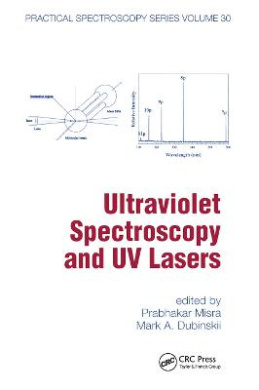 PRACTICAL SPECTROSCOPY SERIES VOLUME 30
Ultraviolet
Spectroscopy
and UV Lasers
edited by
Prabhakar Misra
Mark A. Dubinskii
CRC Press
Taylor & Francis Group